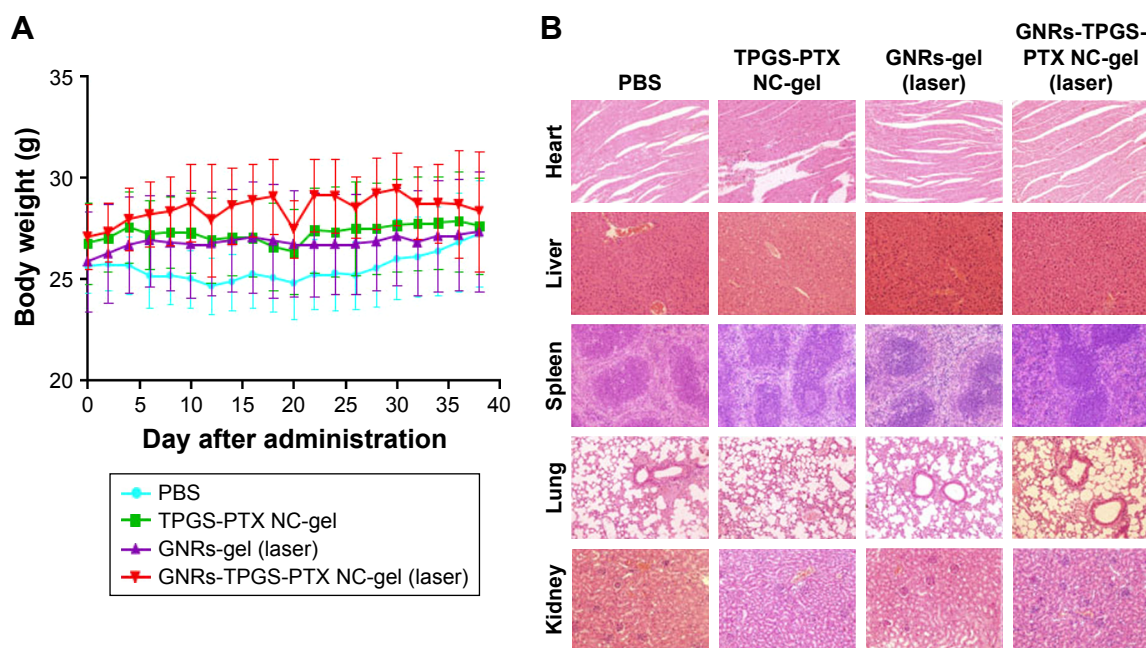 A
Body weight (g)
35
30
25
20
0
5
10
15
20
25
30
35
40
Day after administration
PBS
TPGS-PTX NC-gel
GNRs-gel (laser)
GNRs-TPGS-PTX NC-gel (laser)
B
PBS
TPGS-PTX
NC-gel
GNRs-gel
(laser)
GNRs-TPGS-
PTX NC-gel
(laser)
Heart
Liver
Spleen
Lung
Kidney